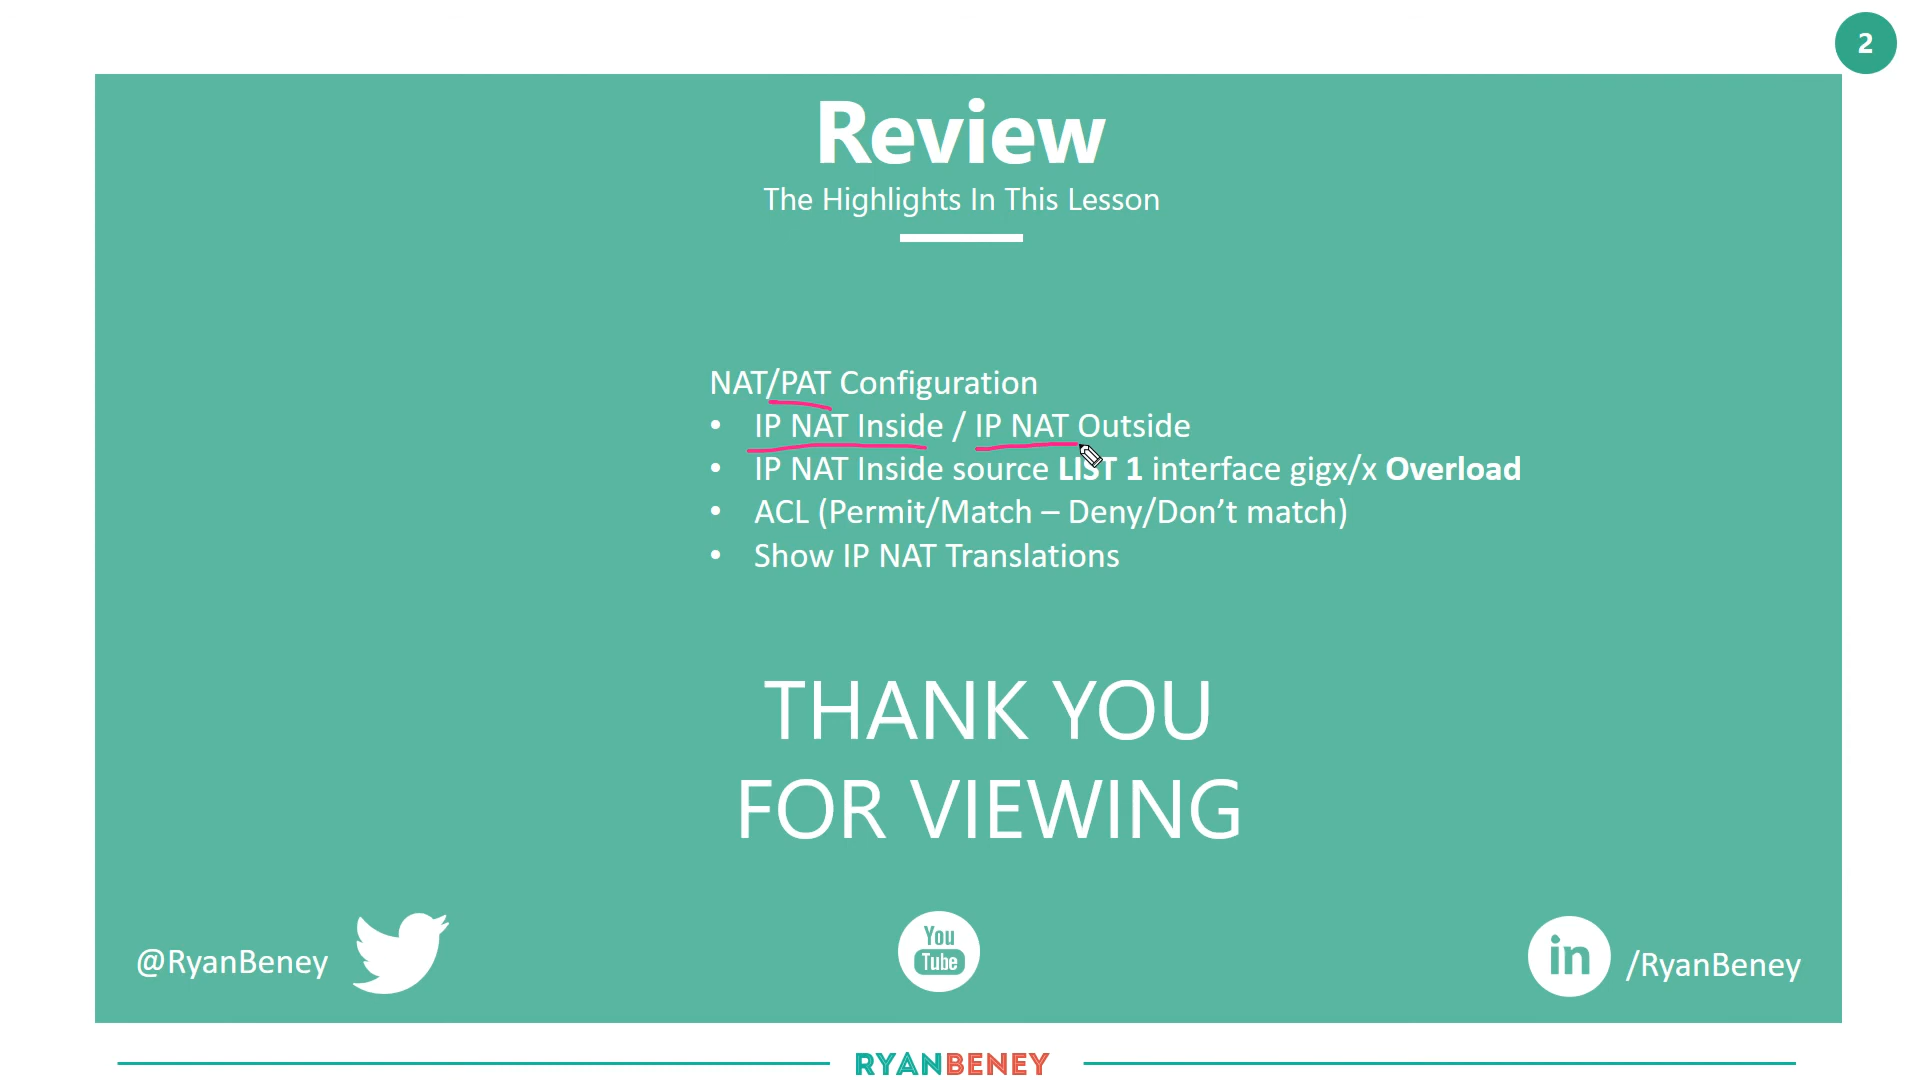 2
Review
The Highlights In This Lesson
NAT/PAT Configuration
• IP NAT Inside / IP NAT Outside
• IP NAT Inside source LIST 1 interface gigx/x Overload
• ACL (Permit/Match – Deny/Don’t match)
• Show IP NAT Translations
THANK YOU
FOR VIEWING
@RyanBeney
You
Tube
in
/RyanBeney
RYANBENEY